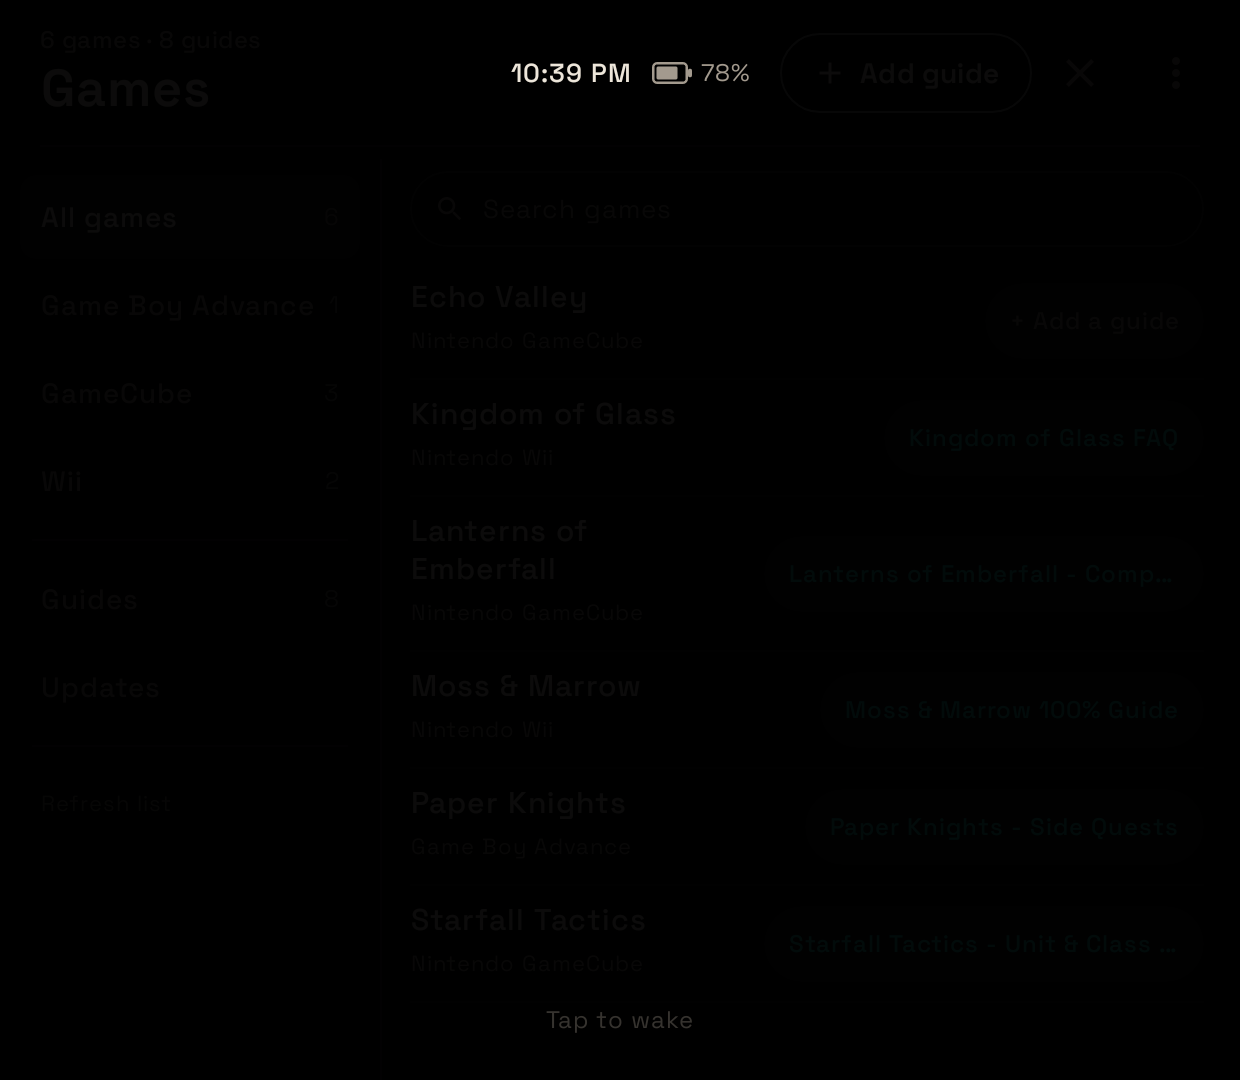 6 games · 8 guides
Games
10:39 PM 78%
+ Add guide
All games 6
Game Boy Advance 1
GameCube 3
Wii 2
Guides 8
Updates
Refresh list
Search games
Echo Valley
Nintendo GameCube
+ Add a guide
Kingdom of Glass
Nintendo Wii
Kingdom of Glass FAQ
Lanterns of
Emberfall
Nintendo GameCube
Lanterns of Emberfall - Comp…
Moss & Marrow
Nintendo Wii
Moss & Marrow 100% Guide
Paper Knights
Game Boy Advance
Paper Knights - Side Quests
Starfall Tactics
Nintendo GameCube
Starfall Tactics - Unit & Class …
Tap to wake